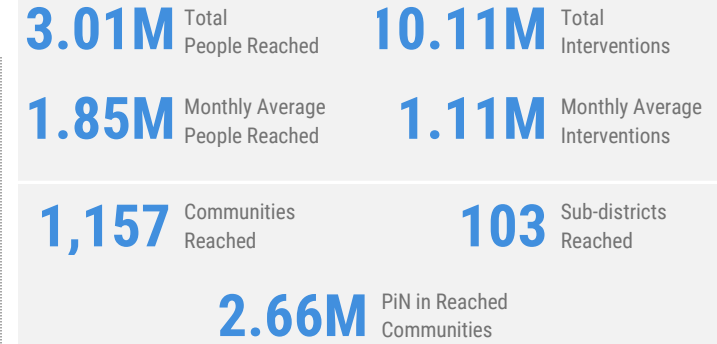 3.01M Total People Reached
10.11M Total Interventions
1.85M Monthly Average People Reached
1.11M Monthly Average Interventions
1,157 Communities Reached
103 Sub-districts Reached
2.66M PiN in Reached Communities